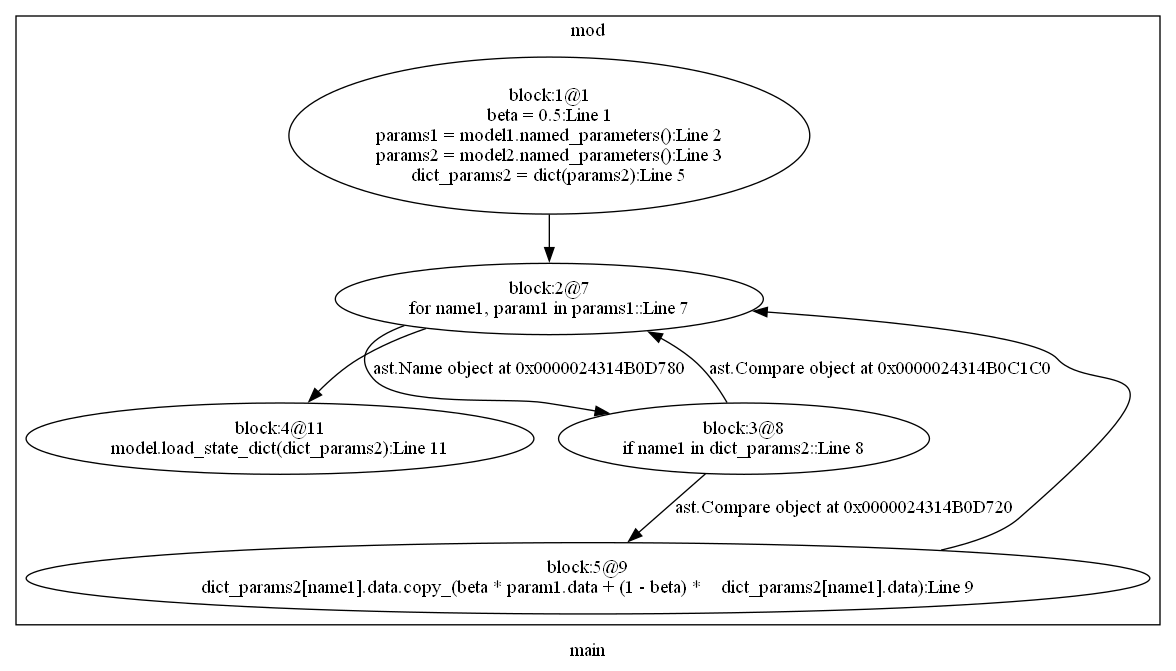 mod
block:1@1
beta = 0.5:Line 1
params1 = model1.named_parameters():Line 2
params2 = model2.named_parameters():Line 3
dict_params2 = dict(params2):Line 5
block:2@7
for name1, param1 in params1::Line 7
ast.Name object at 0x0000024314B0D780
ast.Compare object at 0x0000024314B0C1C0
block:4@11
model.load_state_dict(dict_params2):Line 11
block:3@8
if name1 in dict_params2::Line 8
ast.Compare object at 0x0000024314B0D720
block:5@9
dict_params2[name1].data.copy_(beta * param1.data + (1 - beta) *    dict_params2[name1].data):Line 9
main